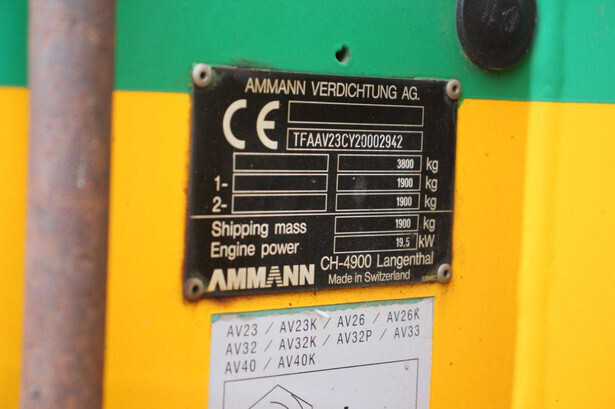 AMMANN VERDICHTUNG AG.
CE
TFAAV23CY20002942
3800 kg
1- 1900 kg
2- 1900 kg
Shipping mass 1900 kg
Engine power 19.5 kW
AMMANN CH-4900 Langenthal
Made in Switzerland
AV23 / AV23K / AV26 / AV26K
AV32 / AV32K / AV32P / AV33
AV40 / AV40K